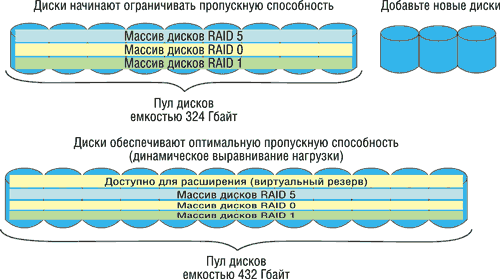 Диски начинают ограничивать пропускную способность
Добавьте новые диски
Массив дисков RAID 5
Массив дисков RAID 0
Массив дисков RAID 1
Пул дисков
емкостью 324 Гбайт
Диски обеспечивают оптимальную пропускную способность
(динамическое выравнивание нагрузки)
Доступно для расширения (виртуальный резерв)
Массив дисков RAID 5
Массив дисков RAID 0
Массив дисков RAID 1
Пул дисков
емкостью 432 Гбайт